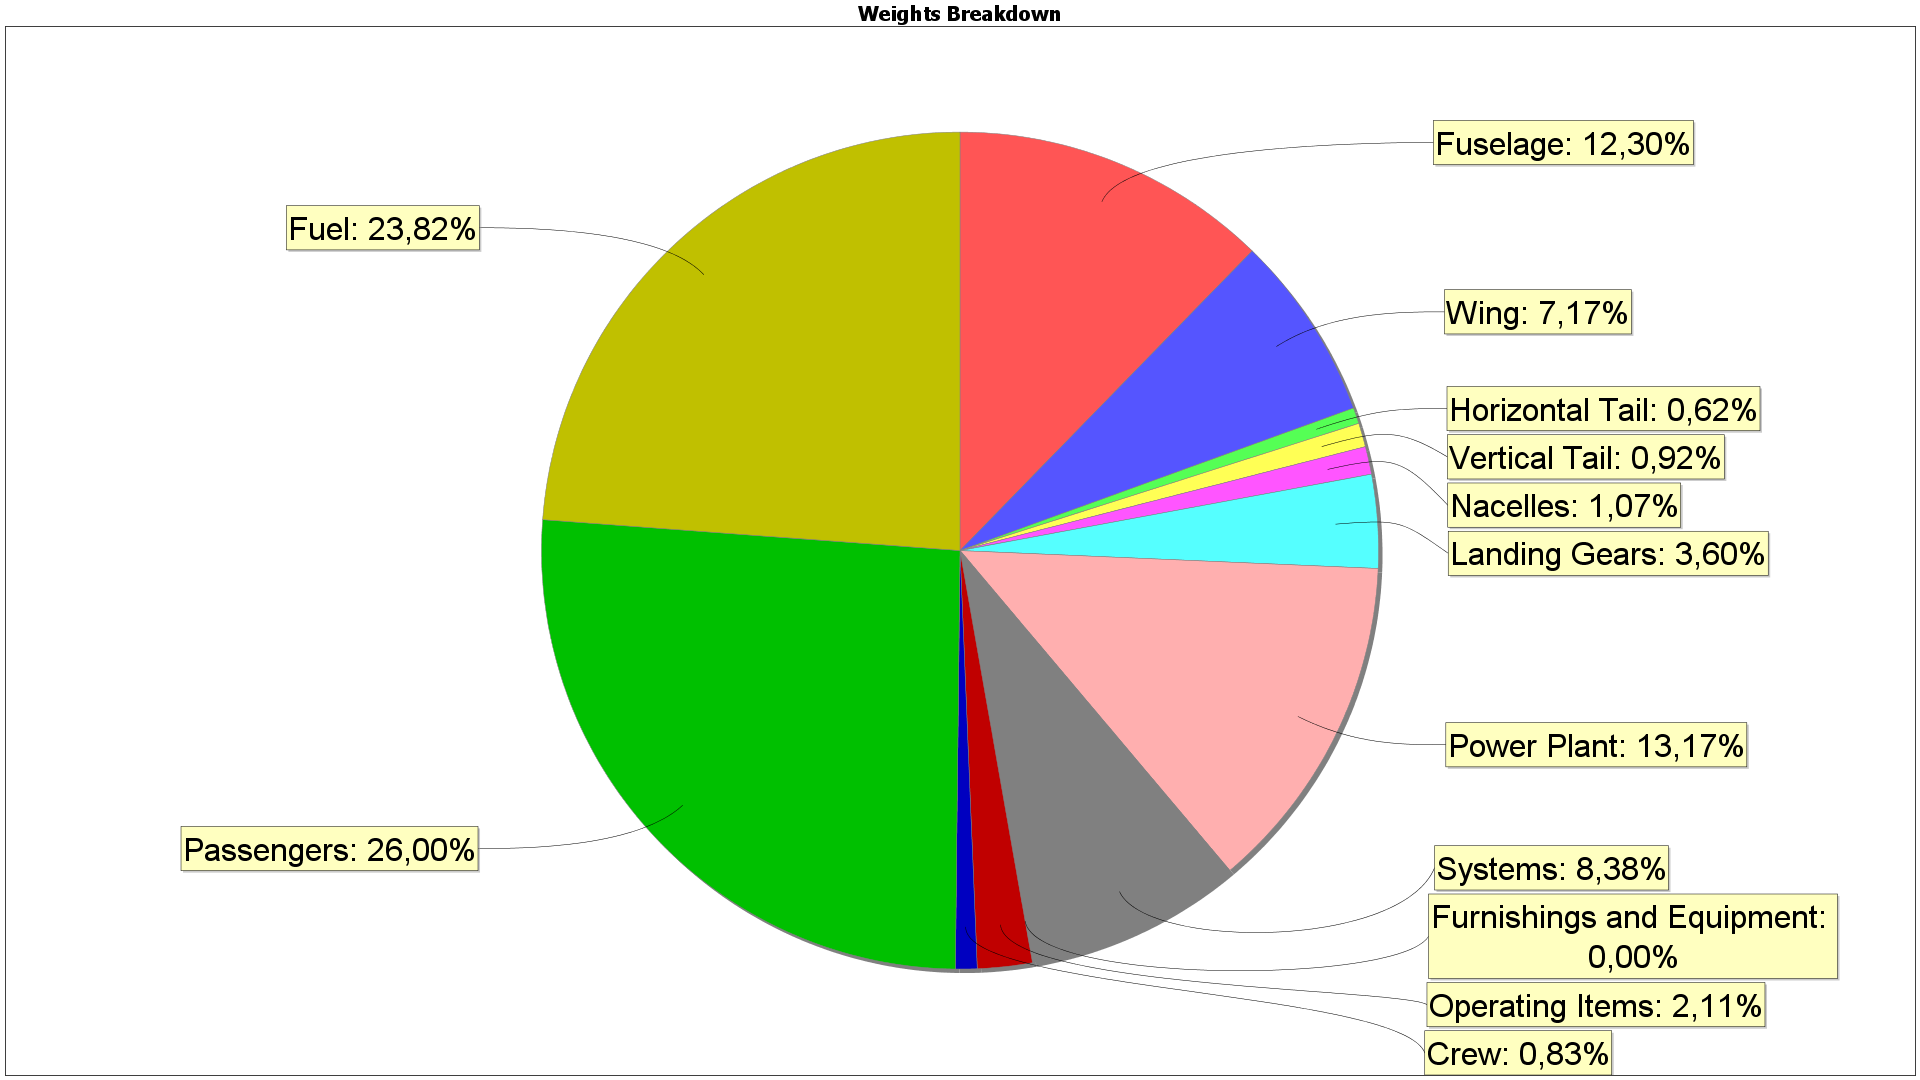 Weights Breakdown
Fuselage: 12,30%
Fuel: 23,82%
Wing: 7,17%
Horizontal Tail: 0,62%
Vertical Tail: 0,92%
Nacelles: 1,07%
Landing Gears: 3,60%
Power Plant: 13,17%
Passengers: 26,00%
Systems: 8,38%
Furnishings and Equipment:
0,00%
Operating Items: 2,11%
Crew: 0,83%